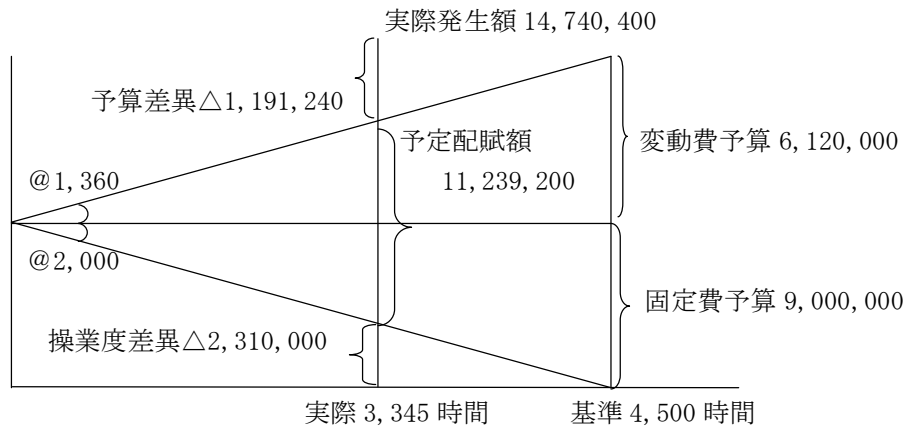 実際発生額 14,740,400
予算差異△1,191,240
予定配賦額
11,239,200
変動費予算 6,120,000
@1,360
@2,000
固定費予算 9,000,000
操業度差異△2,310,000
実際 3,345 時間
基準 4,500 時間